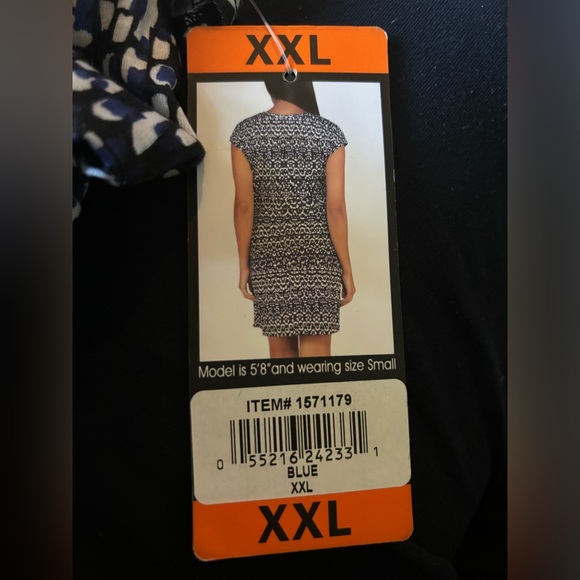 XXL
Model is 5'8"and wearing size Small
ITEM# 1571179
0 55216 24233 1
BLUE
XXL
XXL